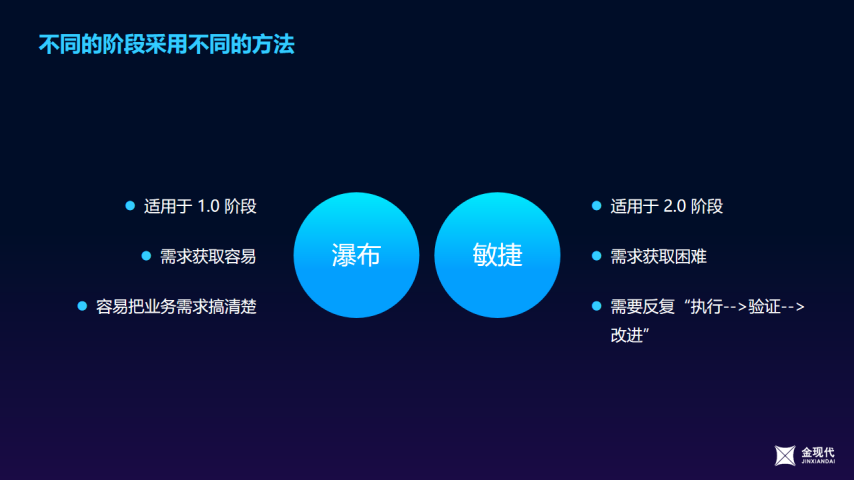 不同的阶段采用不同的方法
适用于 1.0 阶段
需求获取容易
容易把业务需求搞清楚
瀑布
敏捷
适用于 2.0 阶段
需求获取困难
需要反复“执行-->验证-->
改进”
金现代
JINXIANDAI